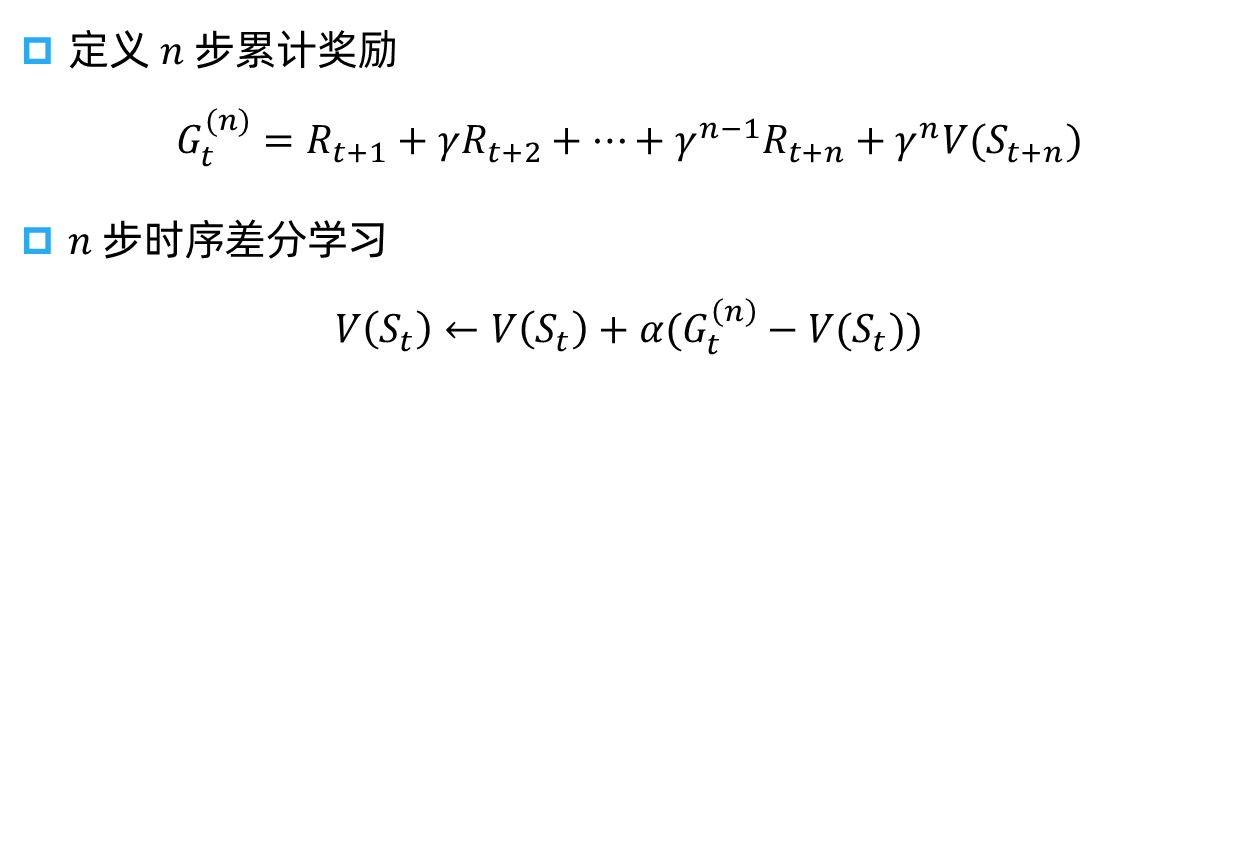 定义 n 步累计奖励
G_t^{(n)} = R_{t+1} + γR_{t+2} + ⋯ + γ^{n−1}R_{t+n} + γ^n V(S_{t+n})
n 步时序差分学习
V(S_t) ← V(S_t) + α(G_t^{(n)} − V(S_t))